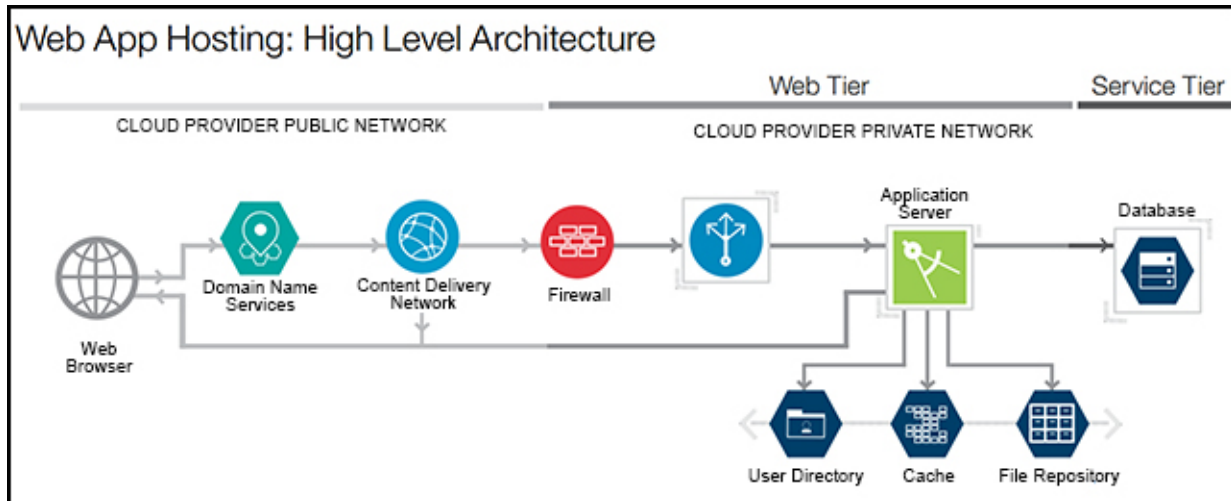 Web App Hosting: High Level Architecture
Web Tier
Service Tier
CLOUD PROVIDER PUBLIC NETWORK
CLOUD PROVIDER PRIVATE NETWORK
Application
Server
Database
Domain Name
Services
Content Delivery
Network
Firewall
Web
Browser
User Directory
Cache
File Repository